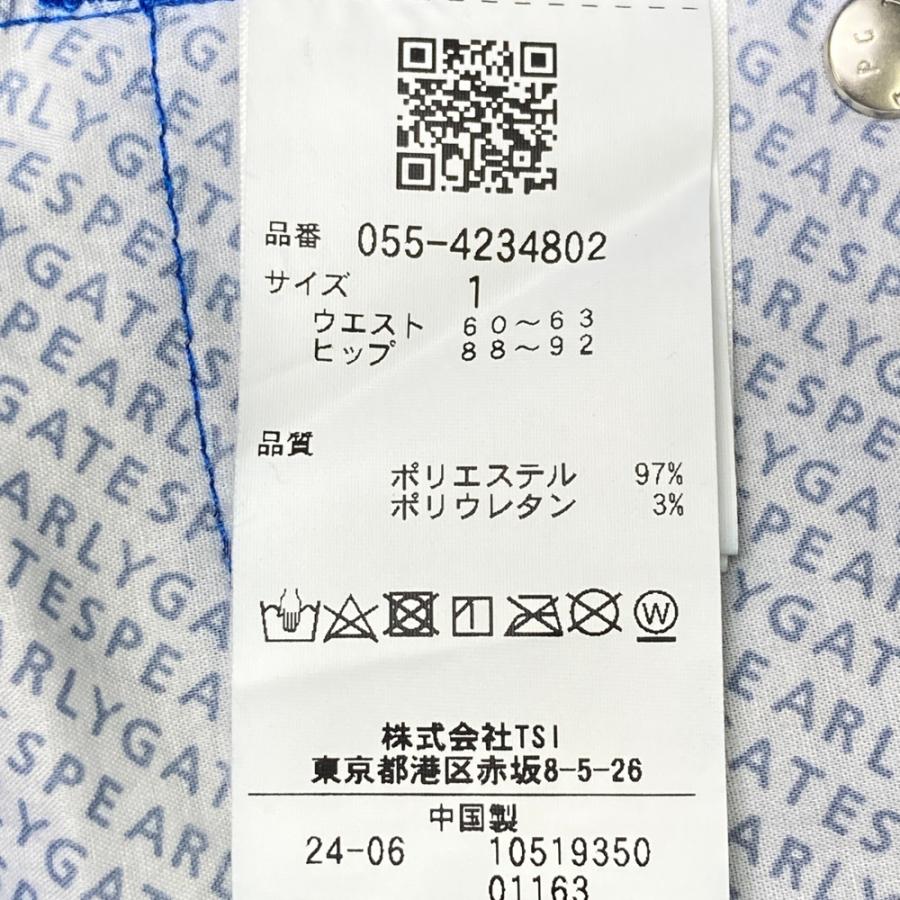 品番 055-4234802
サイズ 1
ウエスト 60～63
ヒップ 88～92
品質
ポリエステル 97%
ポリウレタン 3%
1
W
株式会社TSI
東京都港区赤坂8-5-26
中国製
24-06 10519350
01163
PEARLYGATES
PG